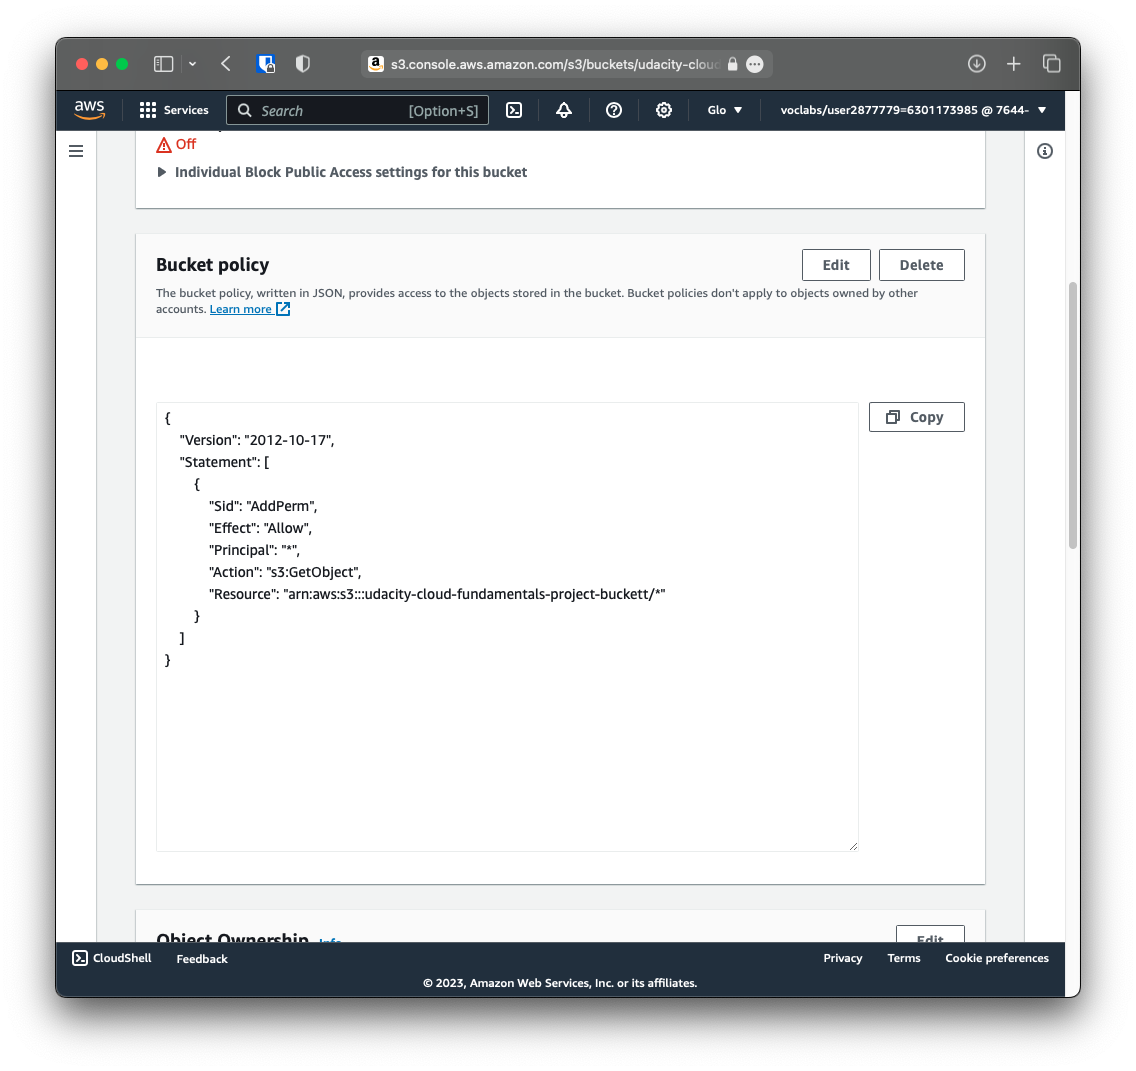 s3.console.aws.amazon.com/s3/buckets/udacity-cloud
aws Services Search [Option+S] Glo voclabs/user2877779=6301173985 @ 7644-
Off
Individual Block Public Access settings for this bucket
Bucket policy
Edit Delete
The bucket policy, written in JSON, provides access to the objects stored in the bucket. Bucket policies don't apply to objects owned by other
accounts. Learn more
Copy
{
"Version": "2012-10-17",
"Statement": [
{
"Sid": "AddPerm",
"Effect": "Allow",
"Principal": "*",
"Action": "s3:GetObject",
"Resource": "arn:aws:s3:::udacity-cloud-fundamentals-project-buckett/*"
}
]
}
Object Ownership Info
Edit
CloudShell Feedback Privacy Terms Cookie preferences
© 2023, Amazon Web Services, Inc. or its affiliates.